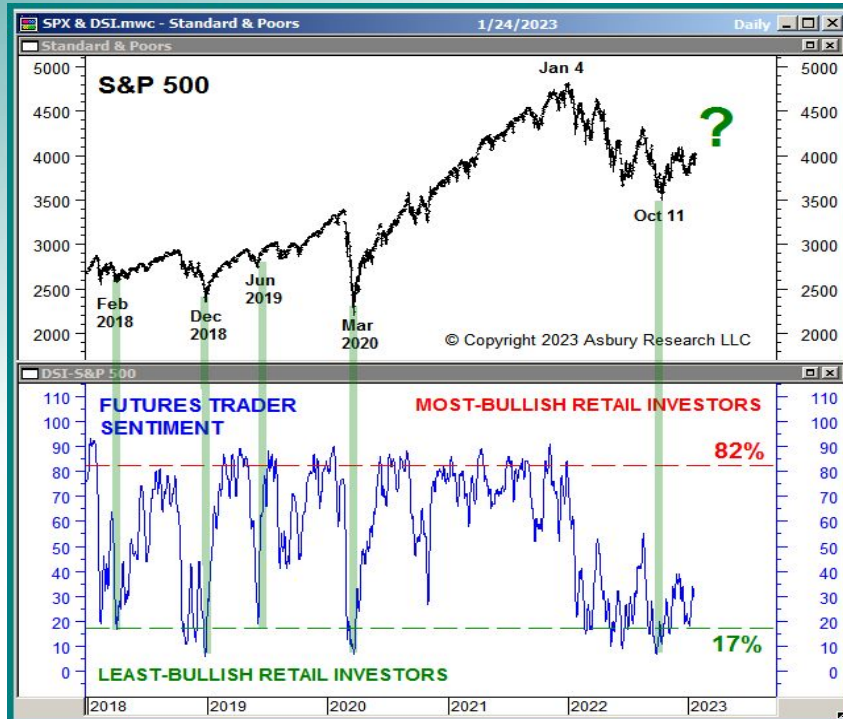 SPX & DSI.mwc - Standard & Poors 1/24/2023 Daily
Standard & Poors
S&P 500
Jan 4
?
5000 5000
4500 4500
4000 4000
3500 3500
3000 3000
2500 2500
2000 2000
Oct 11
Feb
2018
Dec
2018
Jun
2019
Mar
2020
© Copyright 2023 Asbury Research LLC
DSI-S&P 500
FUTURES TRADER
SENTIMENT
MOST-BULLISH RETAIL INVESTORS
82%
110 110
100 100
90 90
80 80
70 70
60 60
50 50
40 40
30 30
20 20
10 10
0 0
17%
LEAST-BULLISH RETAIL INVESTORS
2018 2019 2020 2021 2022 2023